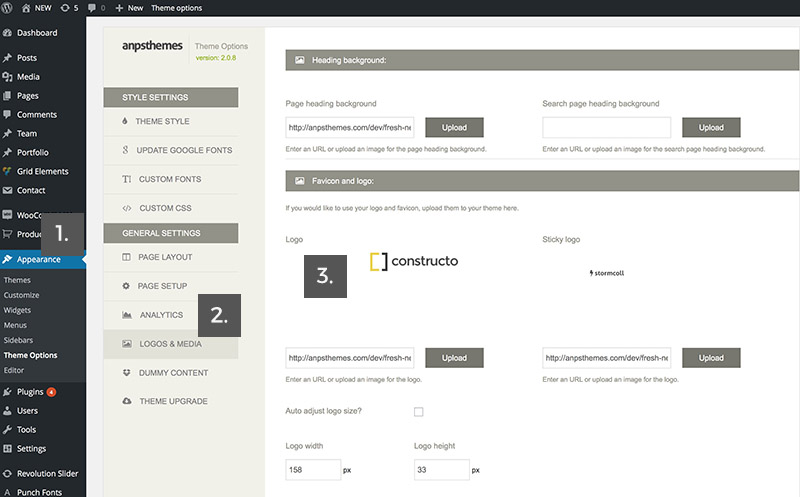 NEW 5 0 + New Theme options
Dashboard
Posts
Media
Pages
Comments
Team
Portfolio
Grid Elements
Contact
Produc
1.
Appearance
Themes
Customize
Widgets
Menus
Sidebars
Theme Options
Editor
Plugins 4
Users
Tools
Settings
Revolution Slider
Punch Fonts
anpsthemes Theme Options
version: 2.0.8
STYLE SETTINGS
THEME STYLE
UPDATE GOOGLE FONTS
CUSTOM FONTS
CUSTOM CSS
GENERAL SETTINGS
PAGE LAYOUT
PAGE SETUP
ANALYTICS
2.
LOGOS & MEDIA
DUMMY CONTENT
THEME UPGRADE
Heading background:
Page heading background Search page heading background
http://anpsthemes.com/dev/fresh-ne Upload Upload
Enter an URL or upload an image for the page heading background. Enter an URL or upload an image for the search page heading background.
Favicon and logo:
If you would like to use your logo and favicon, upload them to your theme here.
Logo Sticky logo
3. constructo stormcoll
http://anpsthemes.com/dev/fresh-ne Upload http://anpsthemes.com/dev/fresh-ne Upload
Enter an URL or upload an image for the logo. Enter an URL or upload an image for the logo.
Auto adjust logo size?
Logo width Logo height
158 px 33 px